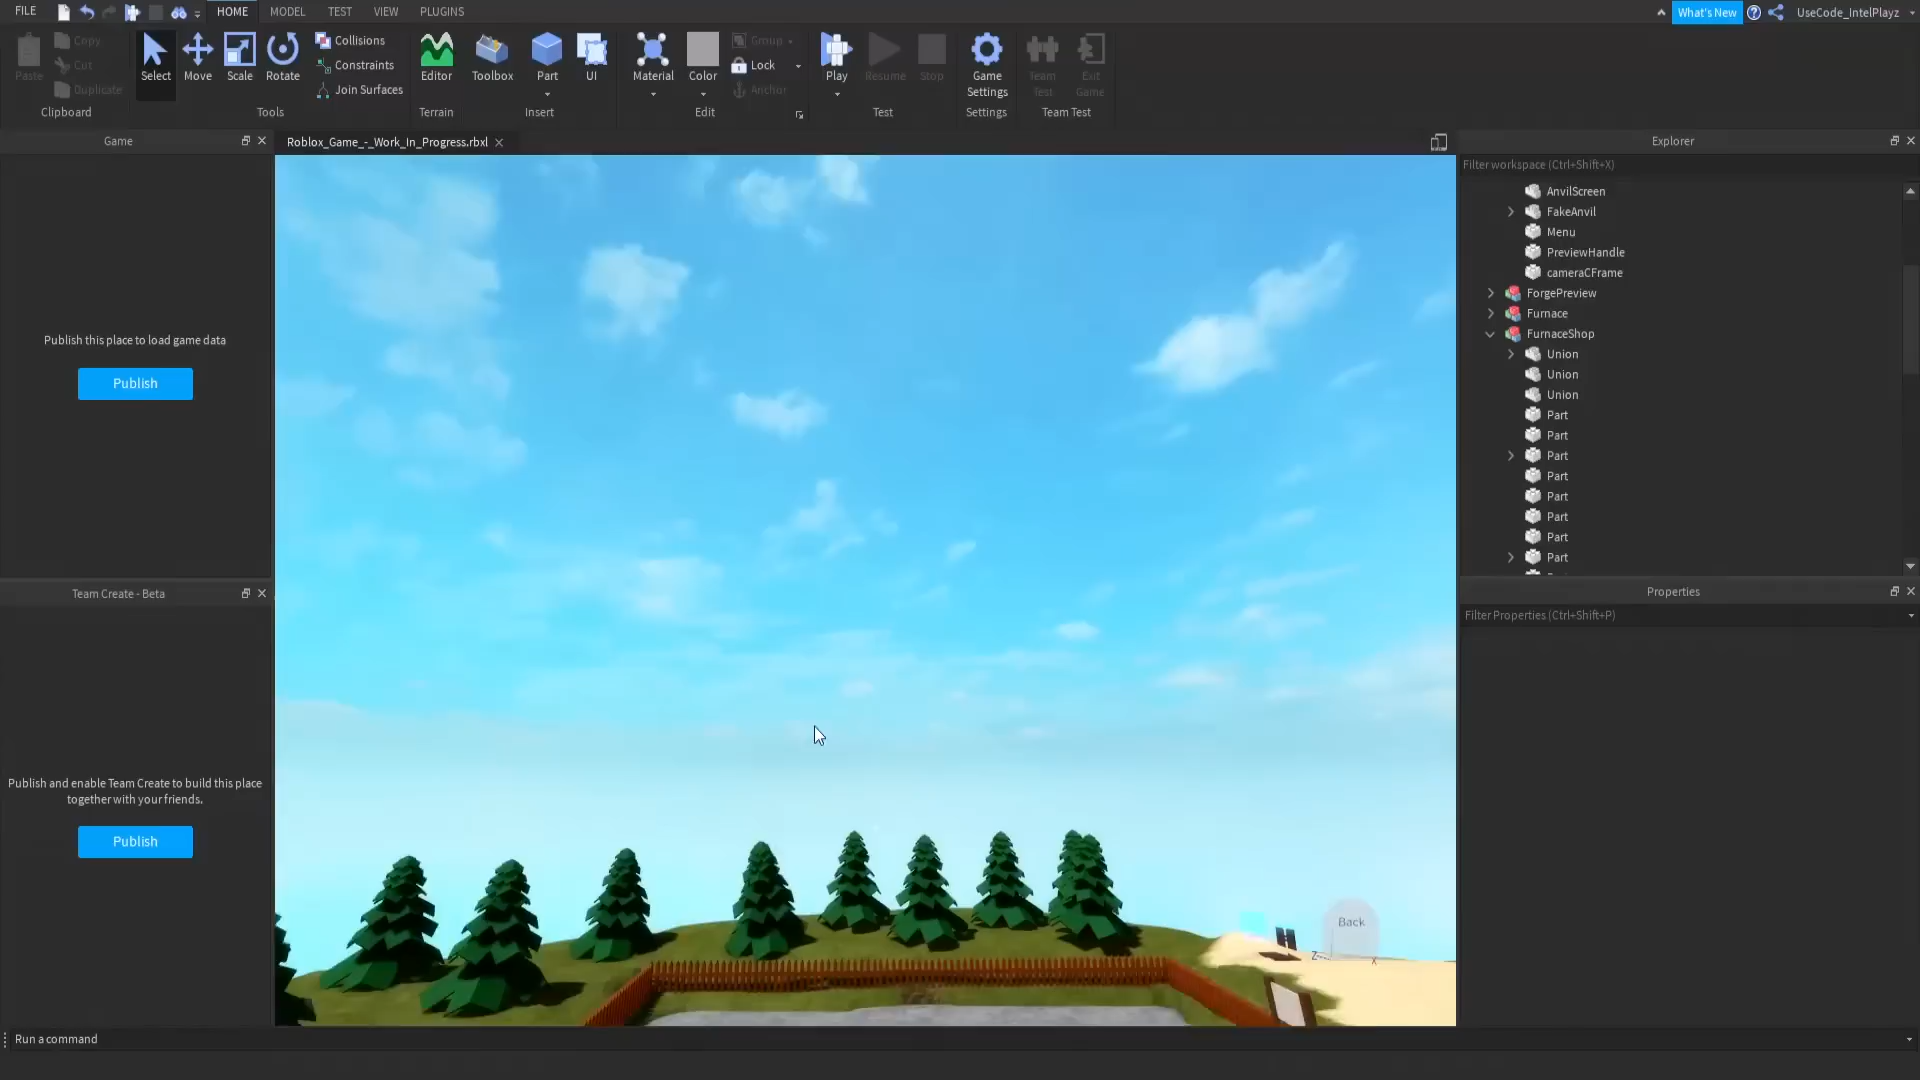 FILE
HOME
MODEL
TEST
VIEW
PLUGINS
What's New
UseCode_IntelPlayz
Paste
Copy
Cut
Duplicate
Clipboard
Select
Move
Scale
Rotate
Collisions
Constraints
Join Surfaces
Tools
Editor
Terrain
Toolbox
Part
UI
Insert
Material
Color
Group
Lock
Anchor
Edit
Play
Resume
Stop
Test
Game
Settings
Settings
Team
Test
Exit
Game
Team Test
Game
Publish this place to load game data
Publish
Team Create - Beta
Publish and enable Team Create to build this place
together with your friends.
Publish
Roblox_Game_-_Work_In_Progress.rbxl
Back
Z
X
Explorer
Filter workspace (Ctrl+Shift+X)
AnvilScreen
FakeAnvil
Menu
PreviewHandle
cameraCFrame
ForgePreview
Furnace
FurnaceShop
Union
Union
Union
Part
Part
Part
Part
Part
Part
Part
Part
Properties
Filter Properties (Ctrl+Shift+P)
Run a command